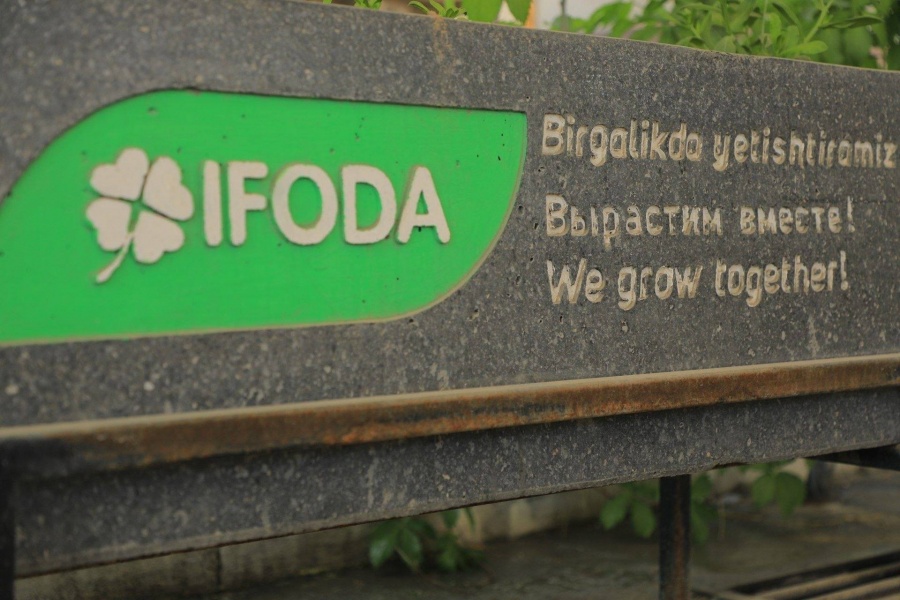 IFODA
Birgalikda yetishtiramiz
Вырастим вместе!
We grow together!